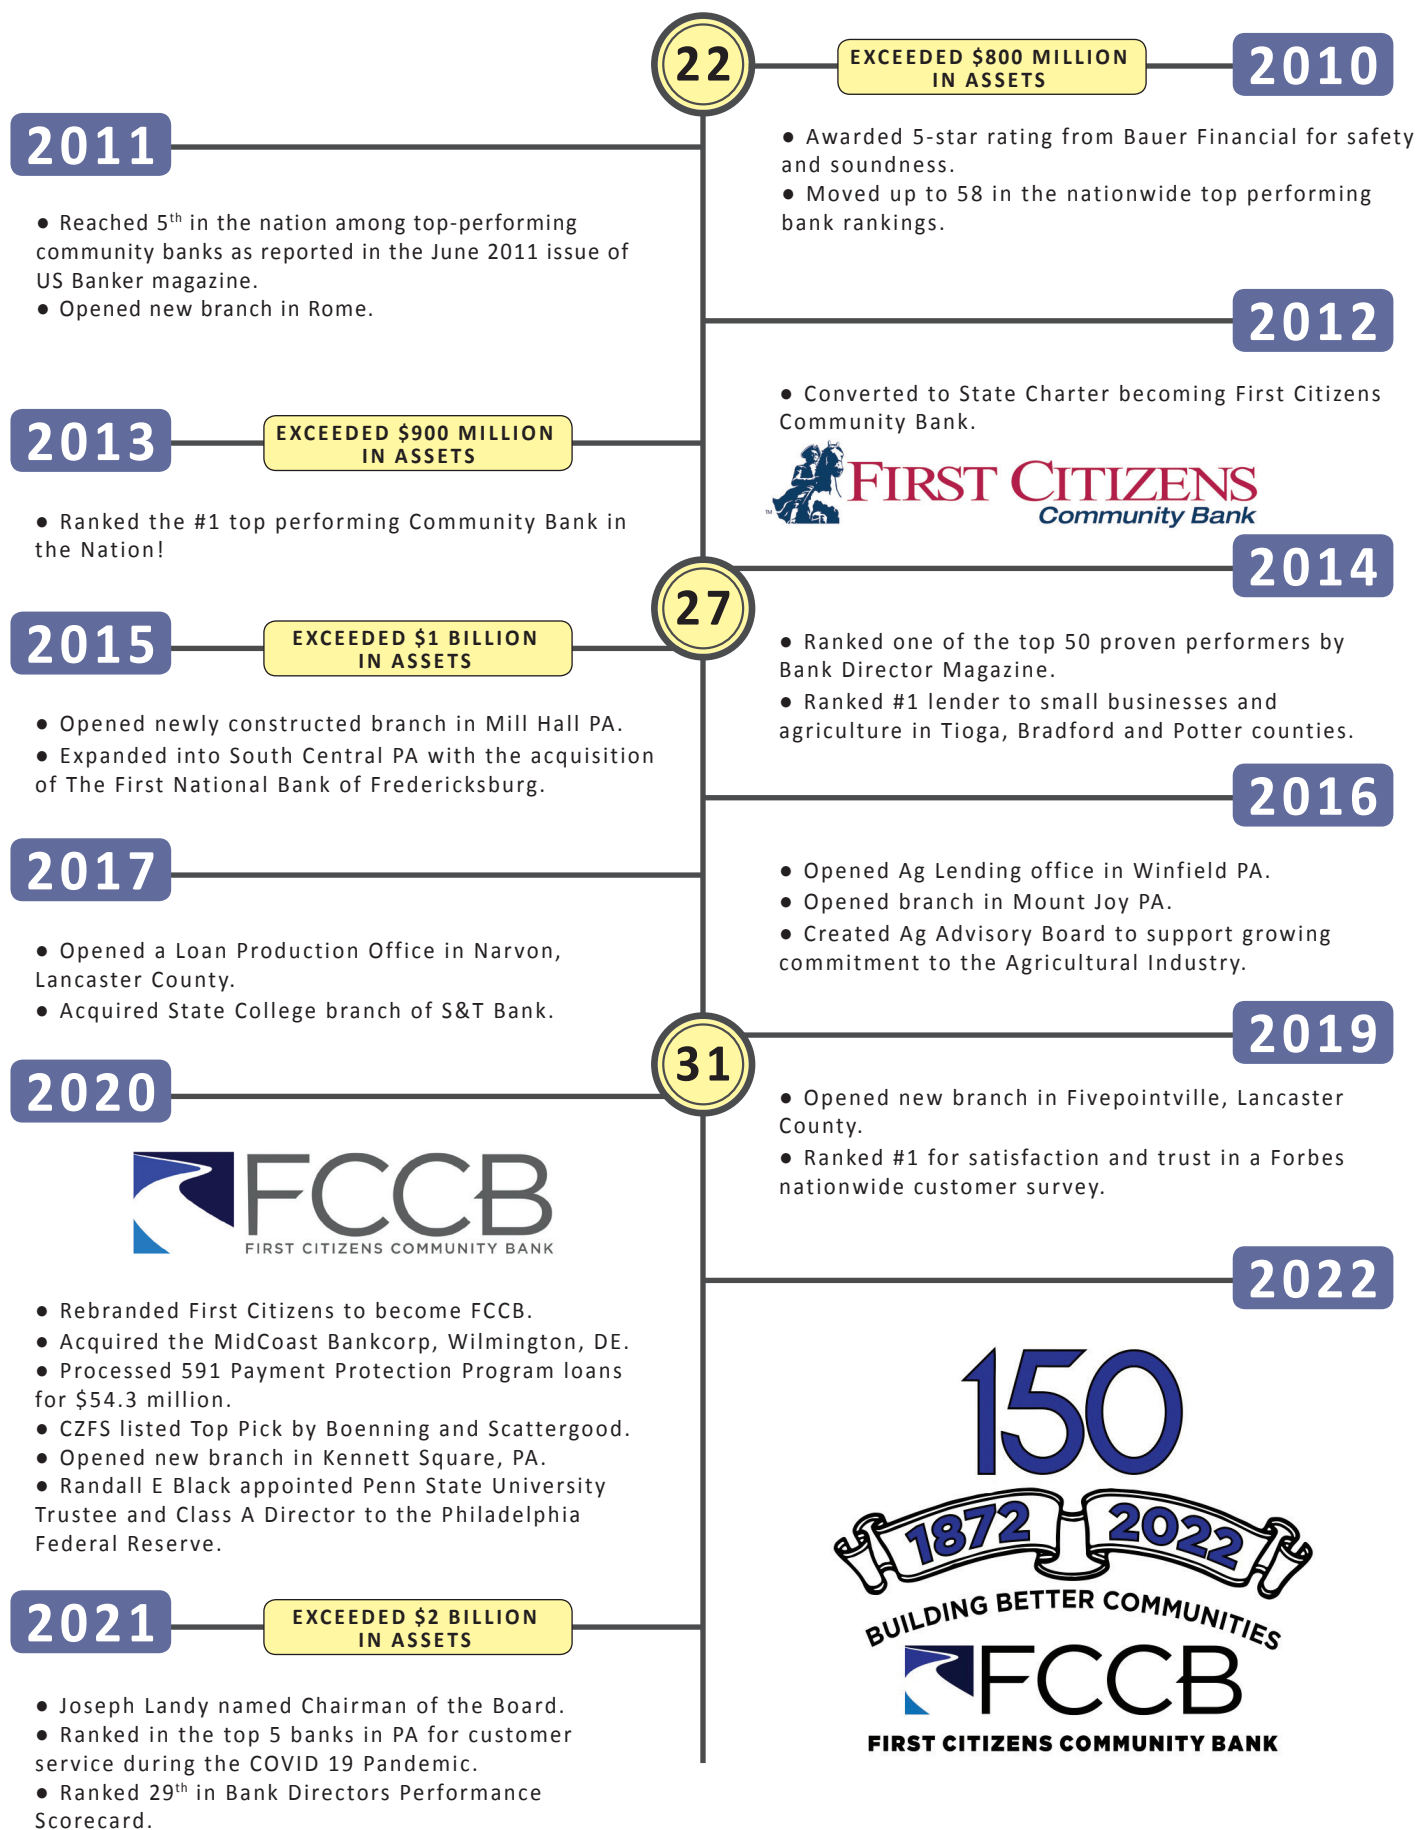 22
EXCEEDED $800 MILLION
IN ASSETS
2010
● Awarded 5-star rating from Bauer Financial for safety
and soundness.
● Moved up to 58 in the nationwide top performing
bank rankings.
2011
● Reached 5th in the nation among top-performing
community banks as reported in the June 2011 issue of
US Banker magazine.
● Opened new branch in Rome.
2012
● Converted to State Charter becoming First Citizens
Community Bank.
FIRST CITIZENS
Community Bank
TM
2013
EXCEEDED $900 MILLION
IN ASSETS
● Ranked the #1 top performing Community Bank in
the Nation!
2014
27
● Ranked one of the top 50 proven performers by
Bank Director Magazine.
● Ranked #1 lender to small businesses and
agriculture in Tioga, Bradford and Potter counties.
2015
EXCEEDED $1 BILLION
IN ASSETS
● Opened newly constructed branch in Mill Hall PA.
● Expanded into South Central PA with the acquisition
of The First National Bank of Fredericksburg.
2016
● Opened Ag Lending office in Winfield PA.
● Opened branch in Mount Joy PA.
● Created Ag Advisory Board to support growing
commitment to the Agricultural Industry.
2017
● Opened a Loan Production Office in Narvon,
Lancaster County.
● Acquired State College branch of S&T Bank.
2019
31
● Opened new branch in Fivepointville, Lancaster
County.
● Ranked #1 for satisfaction and trust in a Forbes
nationwide customer survey.
2020
FCCB
FIRST CITIZENS COMMUNITY BANK
● Rebranded First Citizens to become FCCB.
● Acquired the MidCoast Bankcorp, Wilmington, DE.
● Processed 591 Payment Protection Program loans
for $54.3 million.
● CZFS listed Top Pick by Boenning and Scattergood.
● Opened new branch in Kennett Square, PA.
● Randall E Black appointed Penn State University
Trustee and Class A Director to the Philadelphia
Federal Reserve.
2021
EXCEEDED $2 BILLION
IN ASSETS
● Joseph Landy named Chairman of the Board.
● Ranked in the top 5 banks in PA for customer
service during the COVID 19 Pandemic.
● Ranked 29th in Bank Directors Performance
Scorecard.
2022
150
1872 2022
BUILDING BETTER COMMUNITIES
FCCB
FIRST CITIZENS COMMUNITY BANK